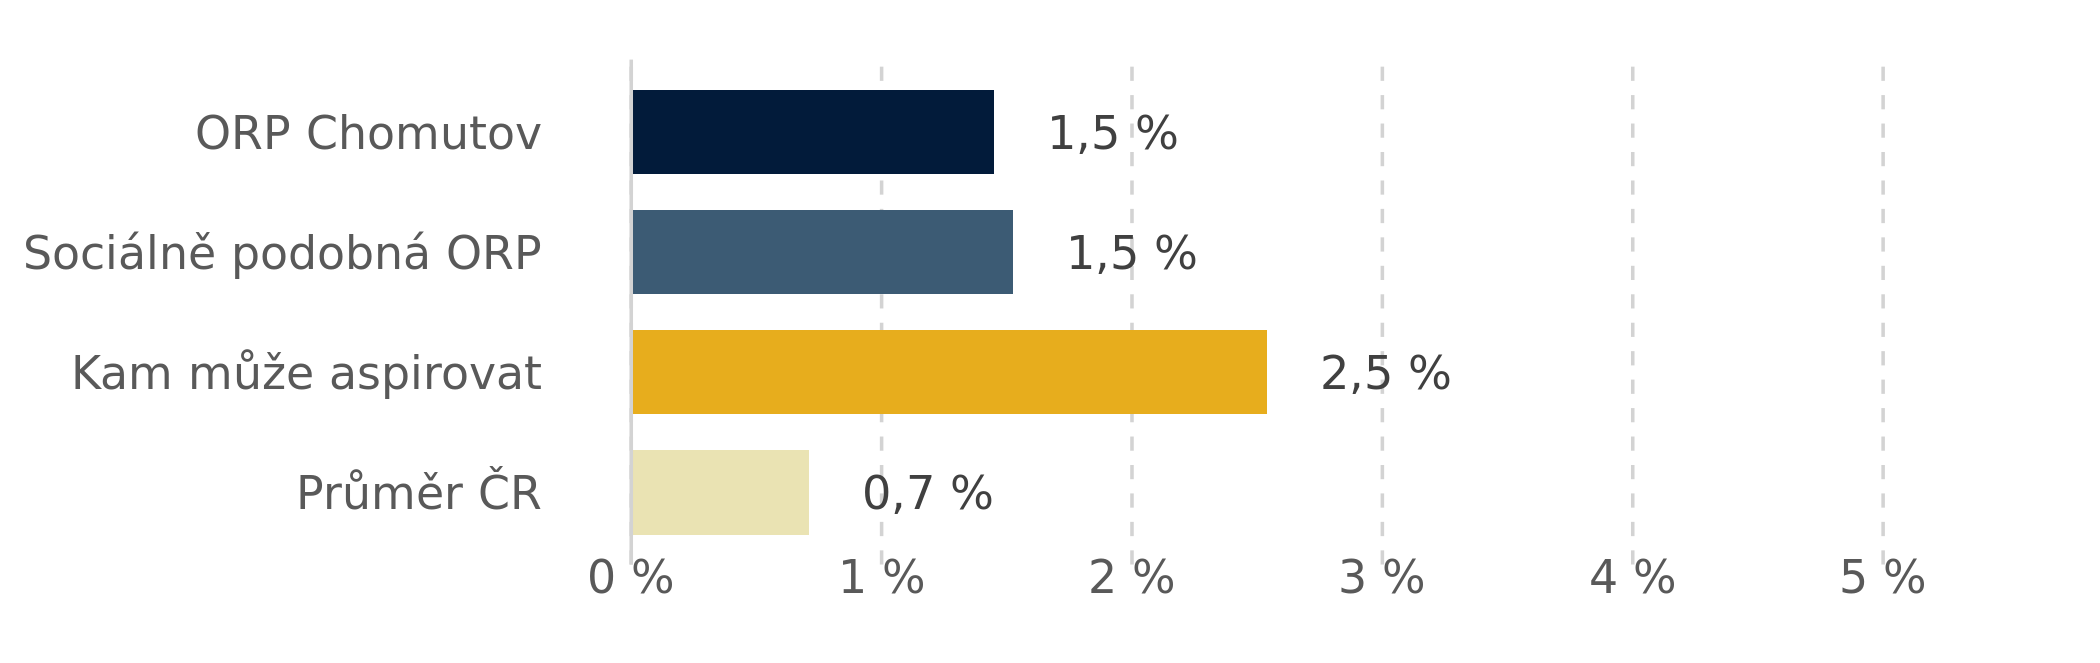 ORP Chomutov 1,5 %
Sociálně podobná ORP 1,5 %
Kam může aspirovat 2,5 %
Průměr ČR 0,7 %
0 % 1 % 2 % 3 % 4 % 5 %